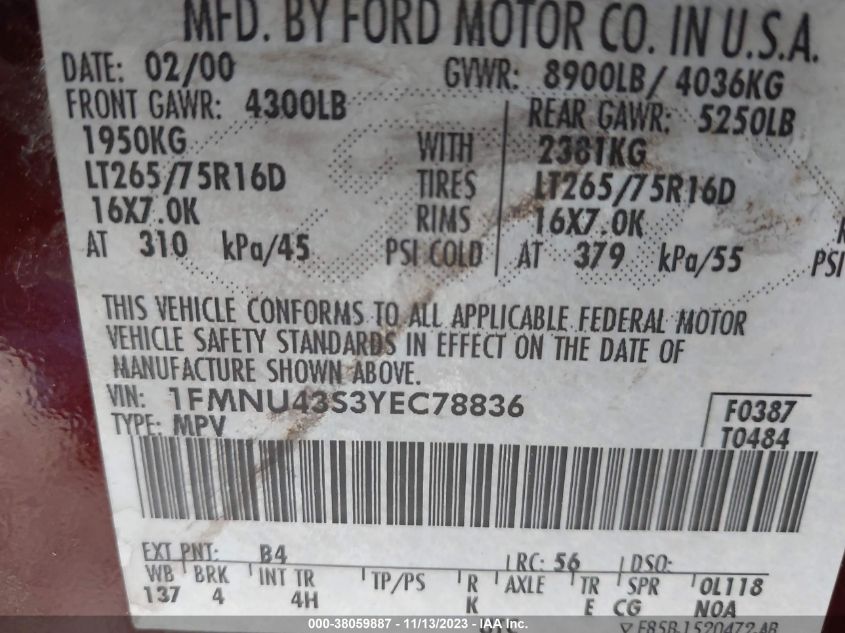 MFD. BY FORD MOTOR CO. IN U.S.A.
DATE: 02/00 GVWR: 8900LB/ 4036KG
FRONT GAWR: 4300LB REAR GAWR: 5250LB
1950KG WITH 2381KG
LT265/75R16D TIRES LT265/75R16D
16X7.0K RIMS 16X7.0K
AT 310 kPa/45 PSI COLD AT 379 kPa/55 PSI
THIS VEHICLE CONFORMS TO ALL APPLICABLE FEDERAL MOTOR
VEHICLE SAFETY STANDARDS IN EFFECT ON THE DATE OF
MANUFACTURE SHOWN ABOVE.
VIN: 1FMNU43S3YEC78836 F0387
TYPE: MPV T0484
EXT PNT: B4 RC: 56 DSO:
WB BRK INT TR TP/PS R AXLE TR SPR OL118
137 4 4H K E CG NOA
000-38059887 - 11/13/2023 - IAA Inc.